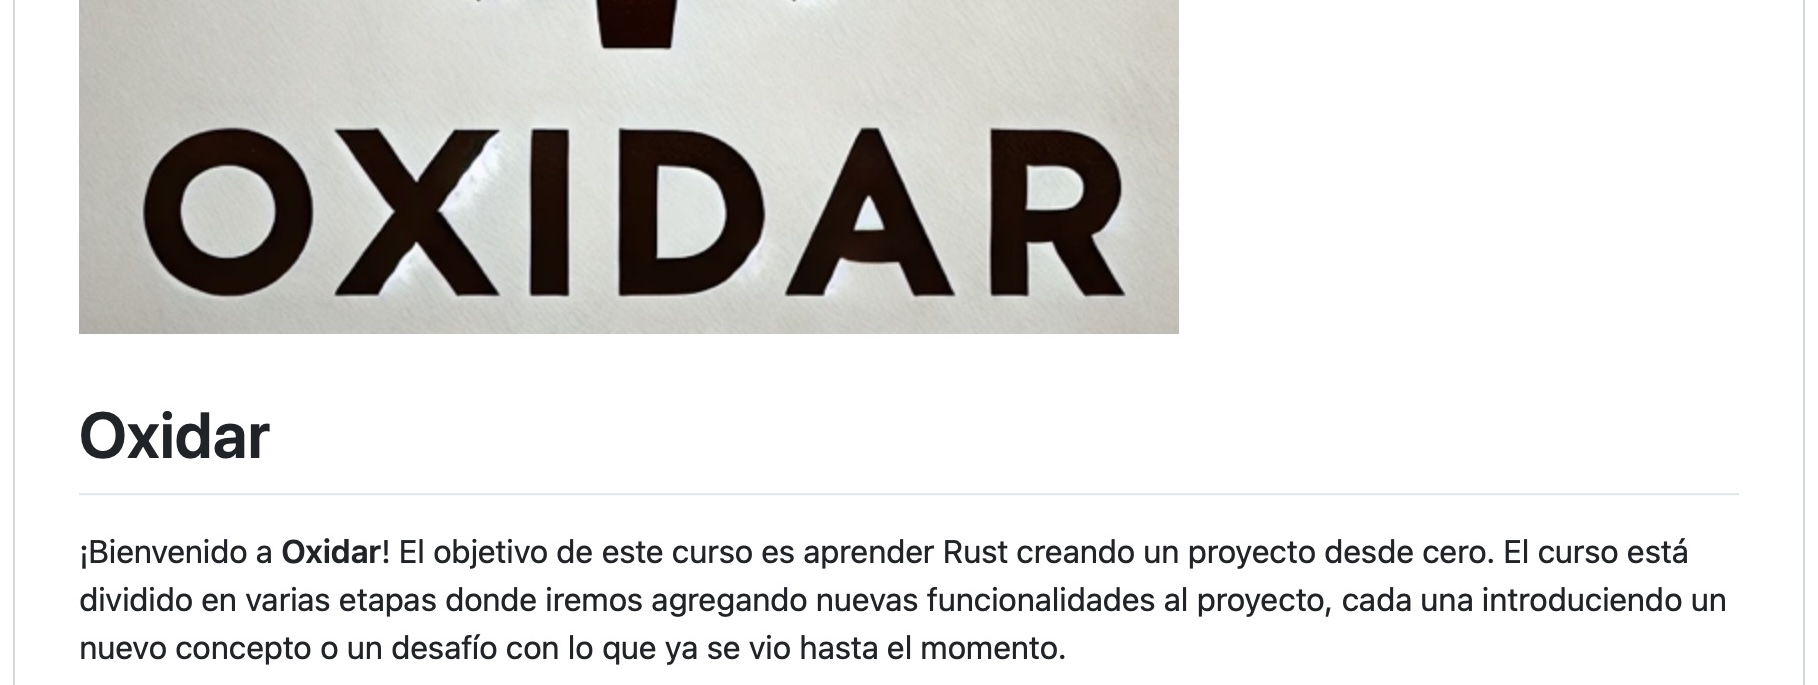 OXIDAR
Oxidar
¡Bienvenido a Oxidar! El objetivo de este curso es aprender Rust creando un proyecto desde cero. El curso está
dividido en varias etapas donde iremos agregando nuevas funcionalidades al proyecto, cada una introduciendo un
nuevo concepto o un desafío con lo que ya se vio hasta el momento.